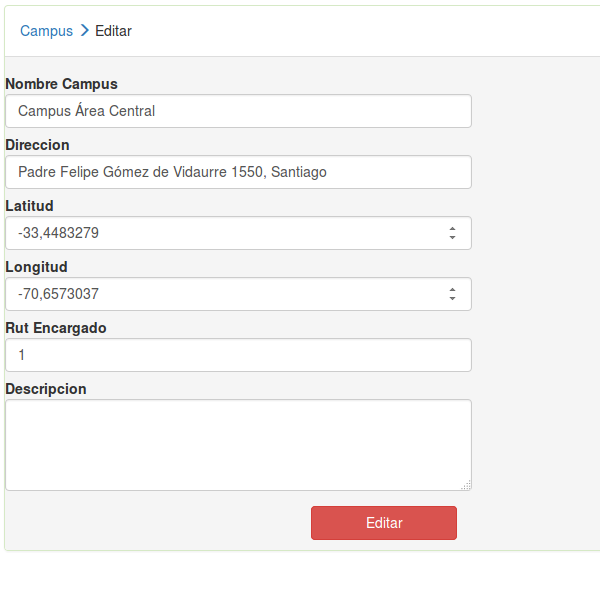 Campus > Editar
Nombre Campus
Campus Área Central
Direccion
Padre Felipe Gómez de Vidaurre 1550, Santiago
Latitud
-33,4483279
Longitud
-70,6573037
Rut Encargado
1
Descripcion
Editar